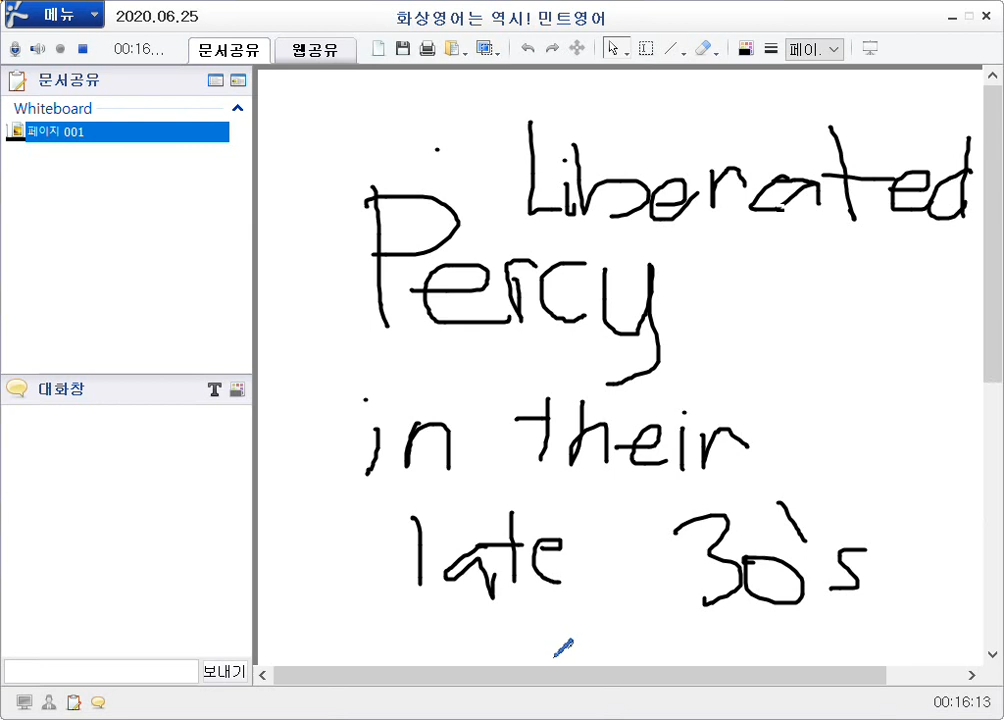 메뉴 2020.06.25 화상영어는 역시! 민트영어
00:16... 문서공유 웹공유 페이.
문서공유
Whiteboard
페이지 001
대화창
T
보내기
Liberated
Percy
in their
late 30's
00:16:13